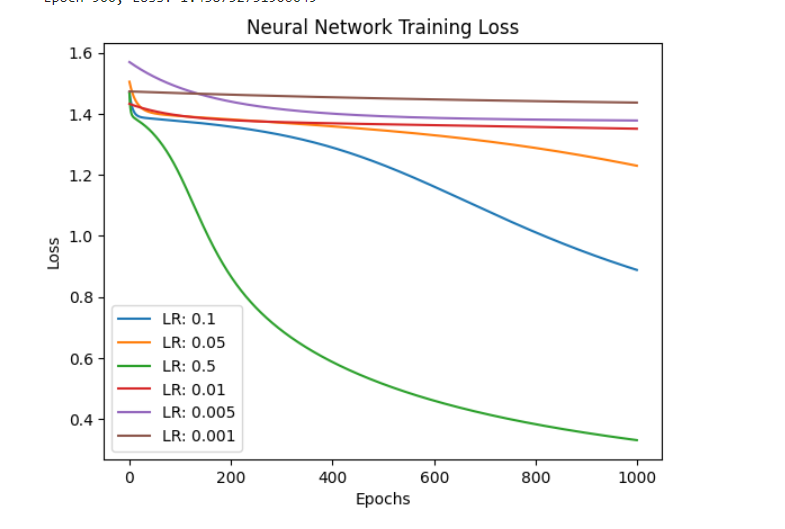 Neural Network Training Loss
1.6
1.4
1.2
1.0
0.8
0.6
0.4
Loss
LR: 0.1
LR: 0.05
LR: 0.5
LR: 0.01
LR: 0.005
LR: 0.001
0 200 400 600 800 1000
Epochs